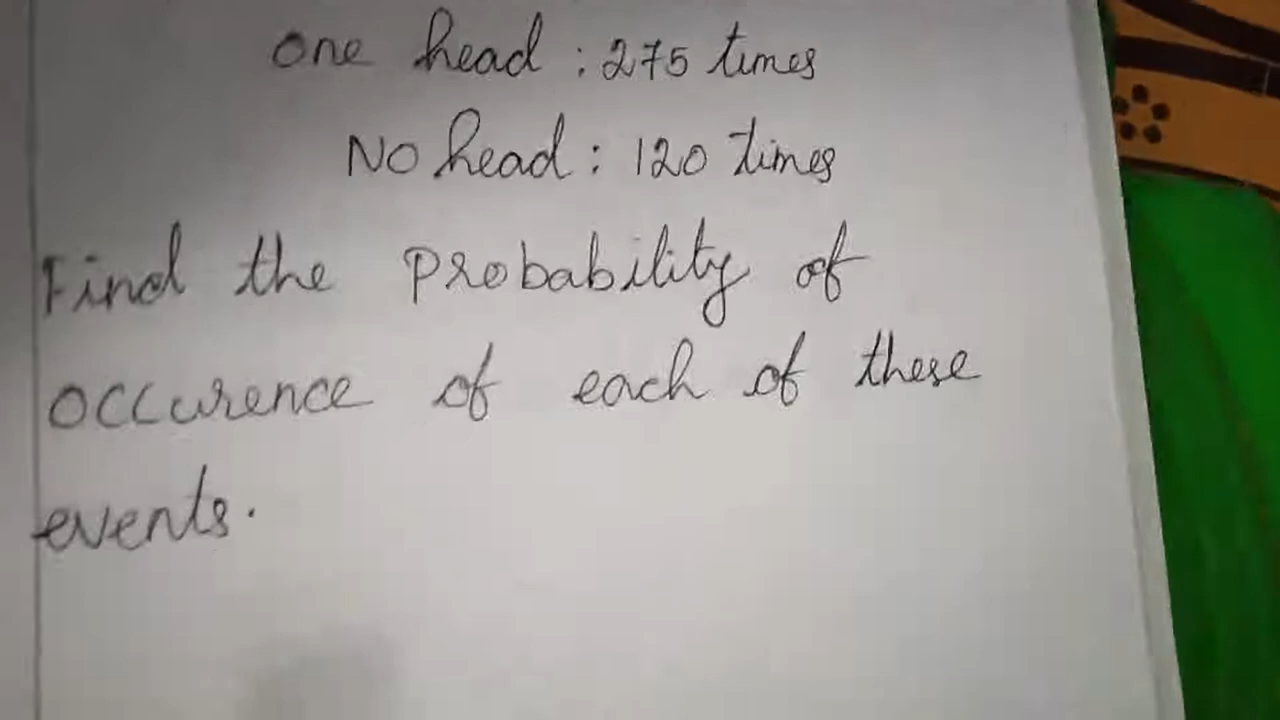 one head : 275 times
No head : 120 times
Find the probability of
occurence of each of these
events.